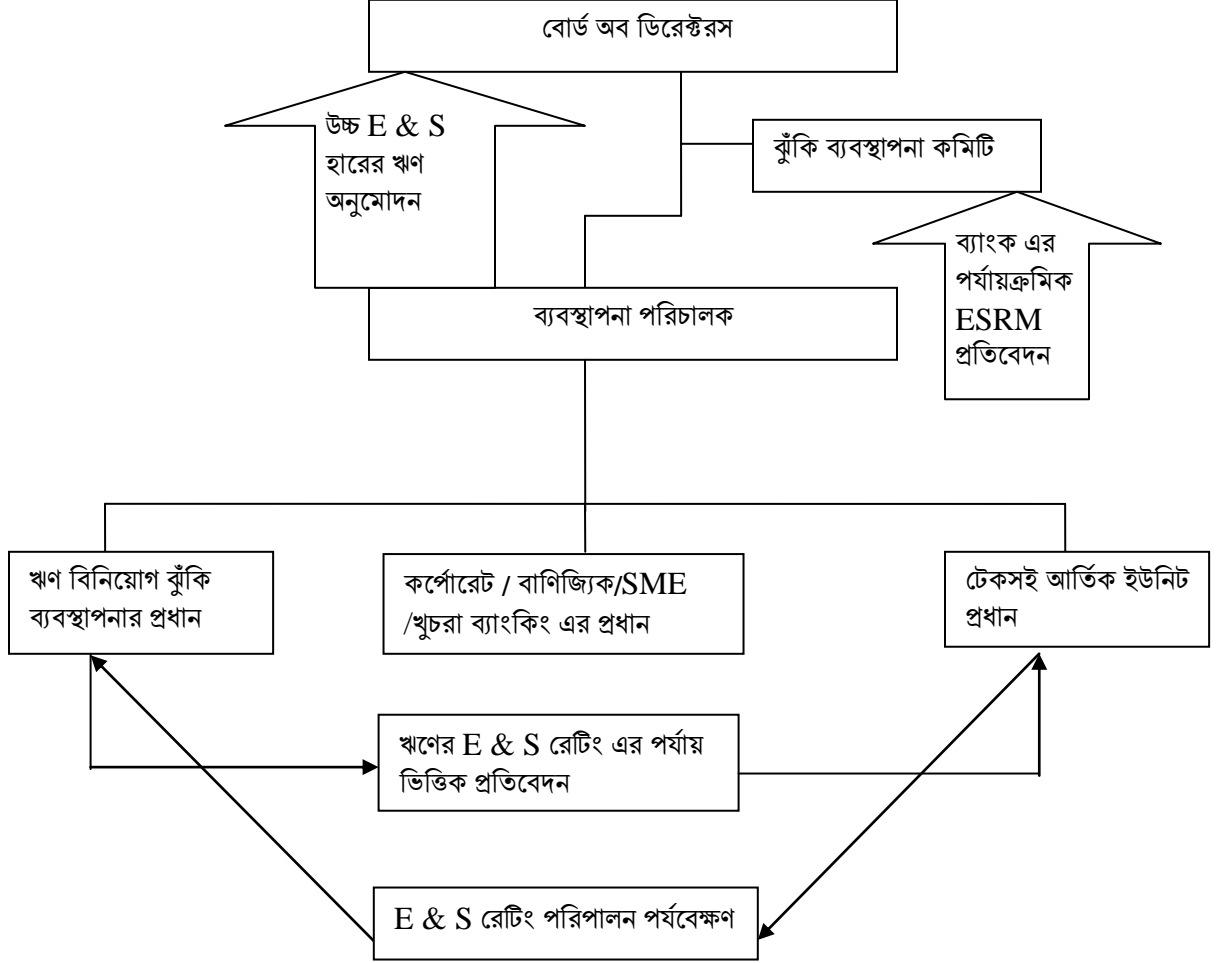 বোর্ড অব ডিরেক্টরস
উচ্চ E & S
হারের ঋণ
অনুমোদন
ঝুঁকি ব্যবস্থাপনা কমিটি
ব্যাংক এর
পর্যায়ক্রমিক
ESRM
প্রতিবেদন
ব্যবস্থাপনা পরিচালক
ঋণ বিনিয়োগ ঝুঁকি
ব্যবস্থাপনার প্রধান
কর্পোরেট / বাণিজ্যিক/SME
/খুচরা ব্যাংকিং এর প্রধান
টেকসই আর্তিক ইউনিট
প্রধান
ঋণের E & S রেটিং এর পর্যায়
ভিত্তিক প্রতিবেদন
E & S রেটিং পরিপালন পর্যবেক্ষণ